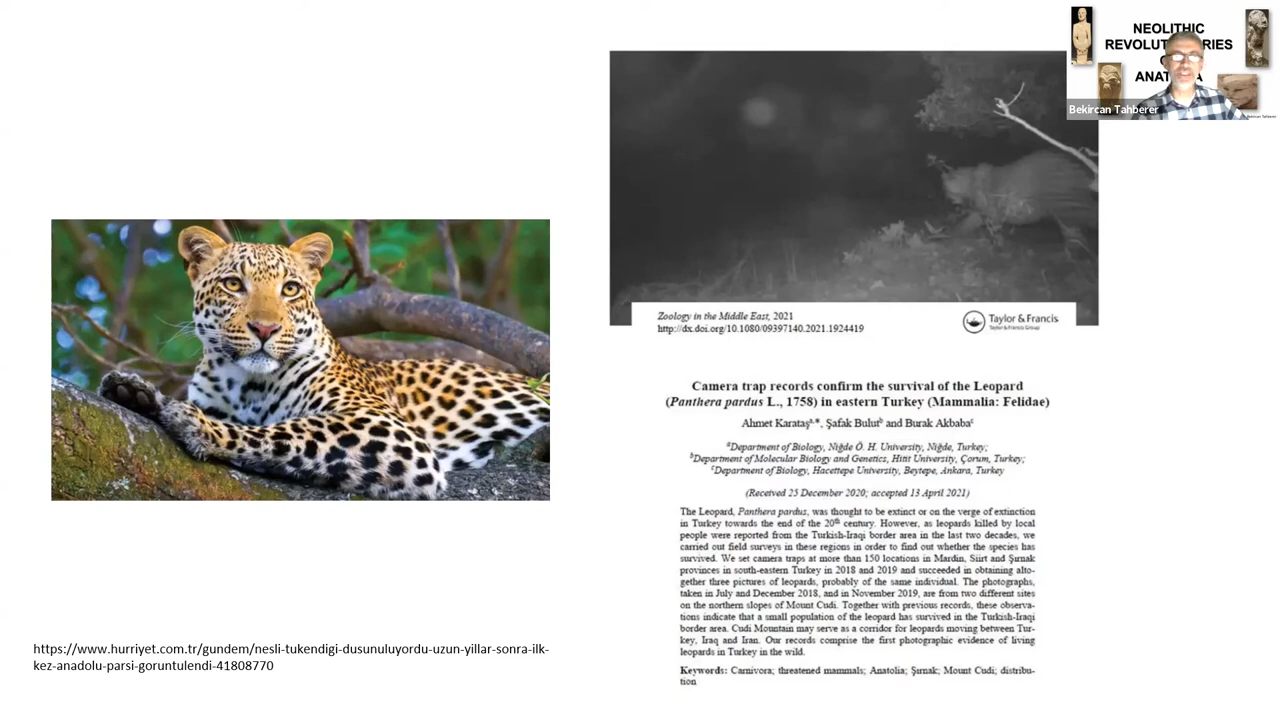 NEOLITHIC
Bekircan Tahberer
Bekircan Tahberer
Zoology in the Middle East, 2021
http://dx.doi.org/10.1080/09397140.2021.1924419
Taylor & Francis
Taylor & Francis Group
Camera trap records confirm the survival of the Leopard
(Panthera pardus L., 1758) in eastern Turkey (Mammalia: Felidae)
Ahmet Karataşa,*, Şafak Bulutb and Burak Akbabac
aDepartment of Biology, Niğde Ö. H. University, Niğde, Turkey;
bDepartment of Molecular Biology and Genetics, Hitit University, Çorum, Turkey;
cDepartment of Biology, Hacettepe University, Beytepe, Ankara, Turkey
(Received 25 December 2020; accepted 13 April 2021)
The Leopard, Panthera pardus, was thought to be extinct or on the verge of extinction
in Turkey towards the end of the 20th century. However, as leopards killed by local
people were reported from the Turkish-Iraqi border area in the last two decades, we
carried out field surveys in these regions in order to find out whether the species has
survived. We set camera traps at more than 150 locations in Mardin, Siirt and Şırnak
provinces in south-eastern Turkey in 2018 and 2019 and succeeded in obtaining alto-
gether three pictures of leopards, probably of the same individual. The photographs,
taken in July and December 2018, and in November 2019, are from two different sites
on the northern slopes of Mount Cudi. Together with previous records, these observa-
tions indicate that a small population of the leopard has survived in the Turkish-Iraqi
border area. Cudi Mountain may serve as a corridor for leopards moving between Tur-
key, Iraq and Iran. Our records comprise the first photographic evidence of living
leopards in Turkey in the wild.
Keywords: Carnivora; threatened mammals; Anatolia; Şırnak; Mount Cudi; distribu-
tion
https://www.hurriyet.com.tr/gundem/nesli-tukendigi-dusunuluyordu-uzun-yillar-sonra-ilk-
kez-anadolu-parsi-goruntulendi-41808770